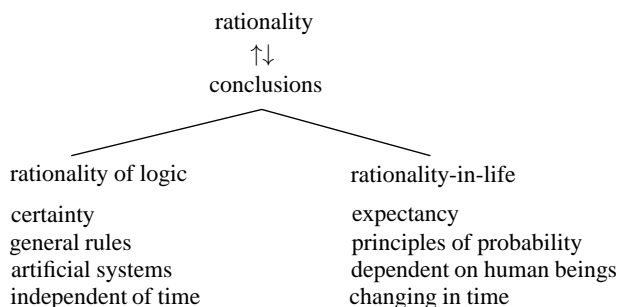 rationality
↑↓
conclusions
rationality of logic
certainty
general rules
artificial systems
independent of time
rationality-in-life
expectancy
principles of probability
dependent on human beings
changing in time